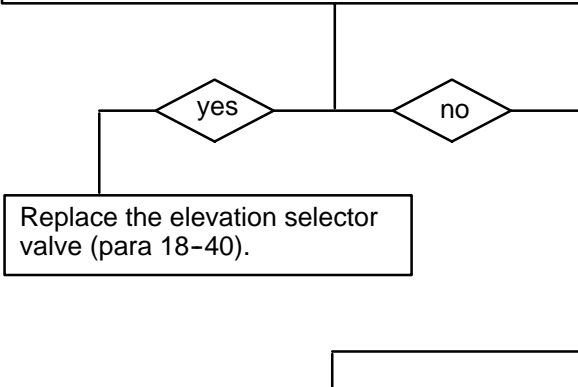 yes
no
Replace the elevation selector
valve (para 18-40).